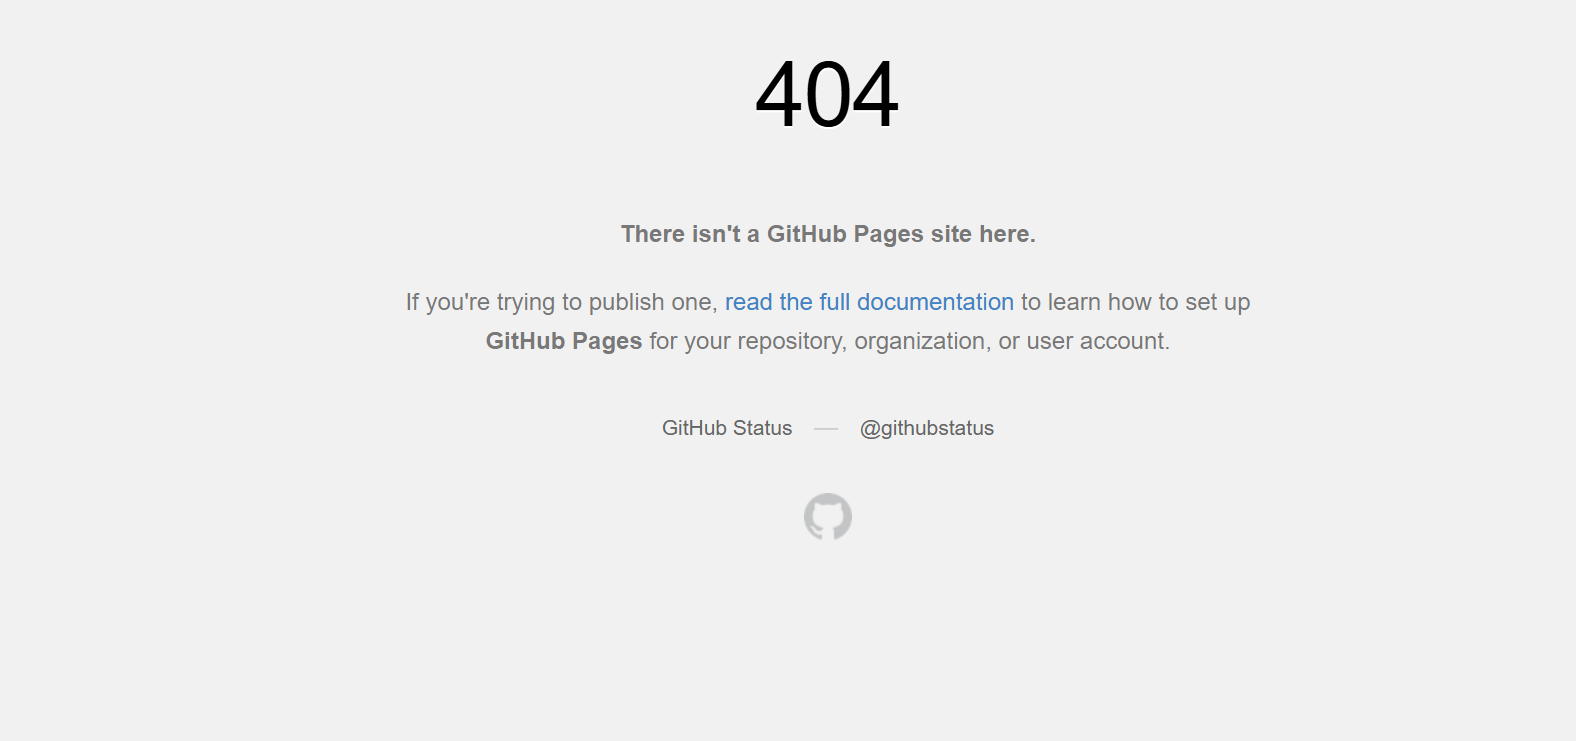 404
There isn't a GitHub Pages site here.
If you're trying to publish one, read the full documentation to learn how to set up
GitHub Pages for your repository, organization, or user account.
GitHub Status — @githubstatus